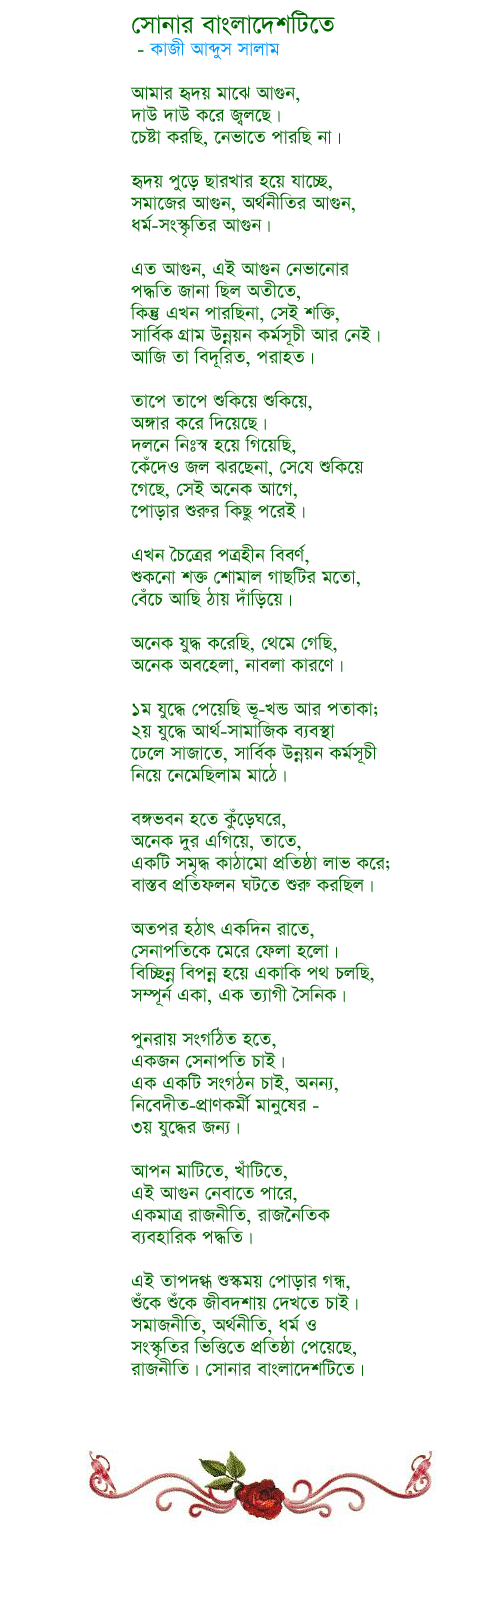 সোনার বাংলাদেশটিতে
- কাজী আব্দুস সালাম
আমার হৃদয় মাঝে আগুন,
দাউ দাউ করে জ্বলছে।
চেষ্টা করছি, নেভাতে পারছি না।
হৃদয় পুড়ে ছারখার হয়ে যাচ্ছে,
সমাজের আগুন, অর্থনীতির আগুন,
ধর্ম-সংস্কৃতির আগুন।
এত আগুন, এই আগুন নেভানোর
পদ্ধতি জানা ছিল অতীতে,
কিন্তু এখন পারছিনা, সেই শক্তি,
সার্বিক গ্রাম উন্নয়ন কর্মসূচী আর নেই।
আজি তা বিদূরিত, পরাহত।
তাপে তাপে শুকিয়ে শুকিয়ে,
অঙ্গার করে দিয়েছে।
দলনে নিঃস্ব হয়ে গিয়েছি,
কেঁদেও জল ঝরছেনা, সেযে শুকিয়ে
গেছে, সেই অনেক আগে,
পোড়ার শুরুর কিছু পরেই।
এখন চৈত্রের পত্রহীন বিবর্ণ,
শুকনো শক্ত শোমাল গাছটির মতো,
বেঁচে আছি ঠায় দাঁড়িয়ে।
অনেক যুদ্ধ করেছি, থেমে গেছি,
অনেক অবহেলা, নাবলা কারণে।
১ম যুদ্ধে পেয়েছি ভূ-খন্ড আর পতাকা;
২য় যুদ্ধে আর্থ-সামাজিক ব্যবস্থা
ঢেলে সাজাতে, সার্বিক উন্নয়ন কর্মসূচী
নিয়ে নেমেছিলাম মাঠে।
বঙ্গভবন হতে কুঁড়েঘরে,
অনেক দুর এগিয়ে, তাতে,
একটি সমৃদ্ধ কাঠামো প্রতিষ্ঠা লাভ করে;
বাস্তব প্রতিফলন ঘটতে শুরু করছিল।
অতপর হঠাৎ একদিন রাতে,
সেনাপতিকে মেরে ফেলা হলো।
বিচ্ছিন্ন বিপন্ন হয়ে একাকি পথ চলছি,
সম্পূর্ন একা, এক ত্যাগী সৈনিক।
পুনরায় সংগঠিত হতে,
একজন সেনাপতি চাই।
এক একটি সংগঠন চাই, অনন্য,
নিবেদীত-প্রাণকর্মী মানুষের -
৩য় যুদ্ধের জন্য।
আপন মাটিতে, খাঁটিতে,
এই আগুন নেবাতে পারে,
একমাত্র রাজনীতি, রাজনৈতিক
ব্যবহারিক পদ্ধতি।
এই তাপদগ্ধ শুস্কময় পোড়ার গন্ধ,
শুঁকে শুঁকে জীবদশায় দেখতে চাই।
সমাজনীতি, অর্থনীতি, ধর্ম ও
সংস্কৃতির ভিত্তিতে প্রতিষ্ঠা পেয়েছে,
রাজনীতি। সোনার বাংলাদেশটিতে।